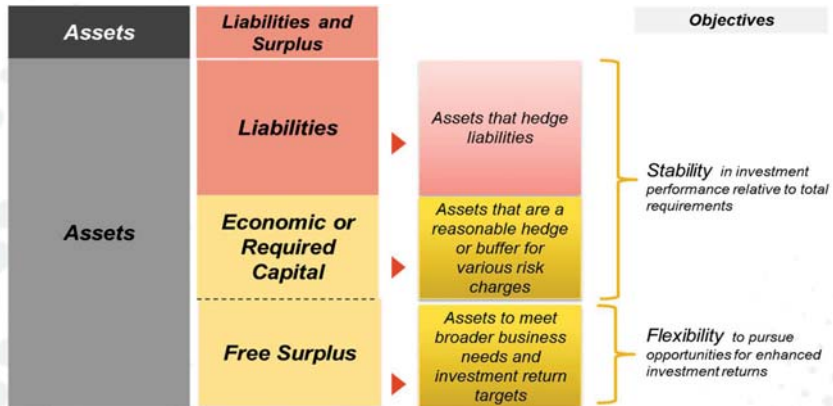 Assets
Liabilities and
Surplus
Objectives
Liabilities
Assets that hedge
liabilities
Stability in investment
performance relative to total
requirements
Assets
Economic or
Required
Capital
Assets that are a
reasonable hedge
or buffer for
various risk
charges
Free Surplus
Assets to meet
broader business
needs and
investment return
targets
Flexibility to pursue
opportunities for enhanced
investment returns